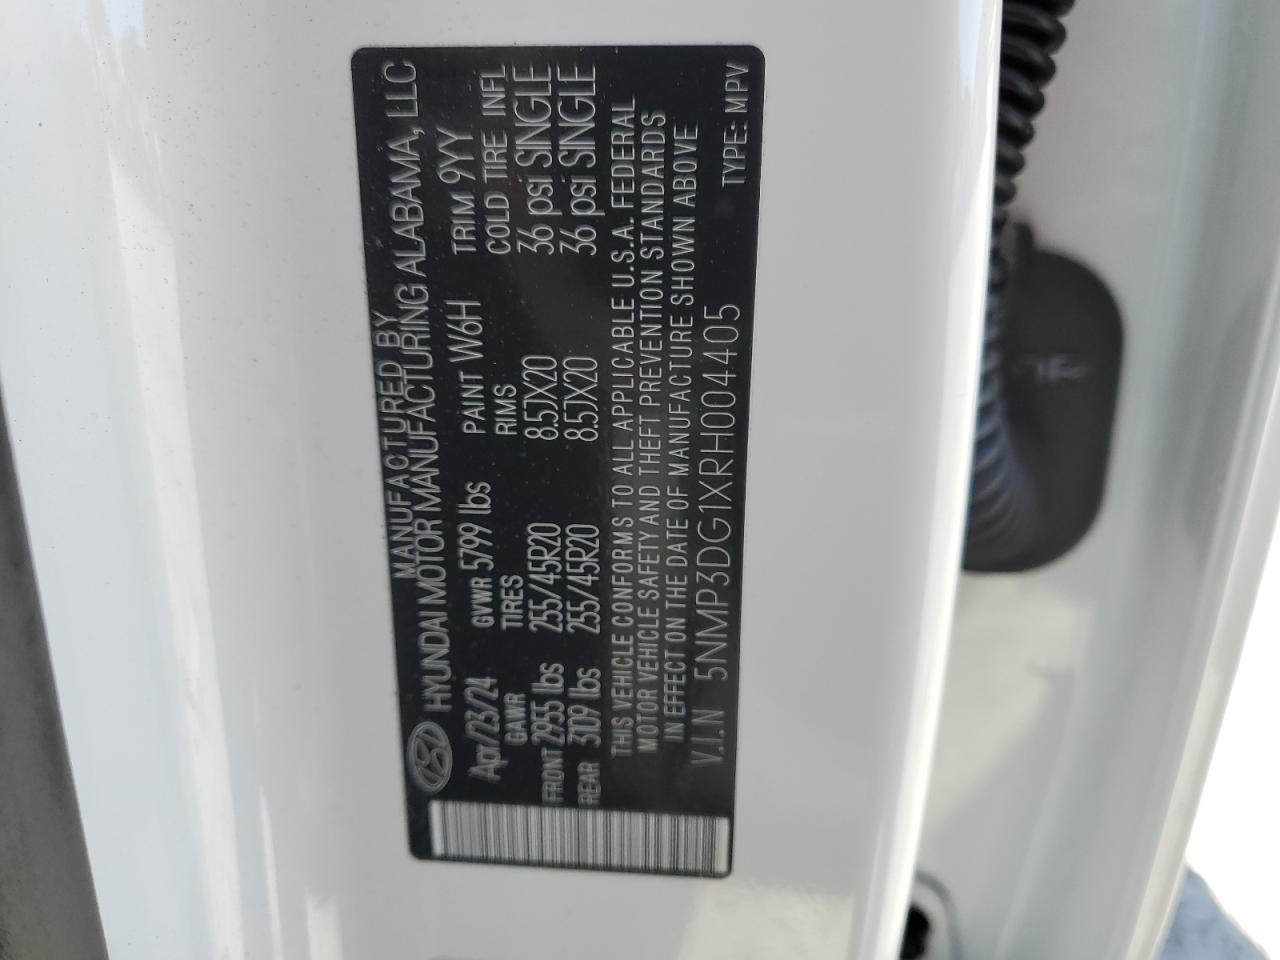 MANUFACTURED BY
HYUNDAI MOTOR MANUFACTURING ALABAMA, LLC
Apr/23/24 GVWR 5799 lbs PAINT W6H TRIM 9YY
GAWR TIRES RIMS COLD TIRE INFL
FRONT 2955 lbs 255/45R20 8.5JX20 36 psi SINGLE
REAR 3109 lbs 255/45R20 8.5JX20 36 psi SINGLE
THIS VEHICLE CONFORMS TO ALL APPLICABLE U.S.A. FEDERAL
MOTOR VEHICLE SAFETY AND THEFT PREVENTION STANDARDS
IN EFFECT ON THE DATE OF MANUFACTURE SHOWN ABOVE
V.I.N 5NMP3DG1XRH004405 TYPE: MPV